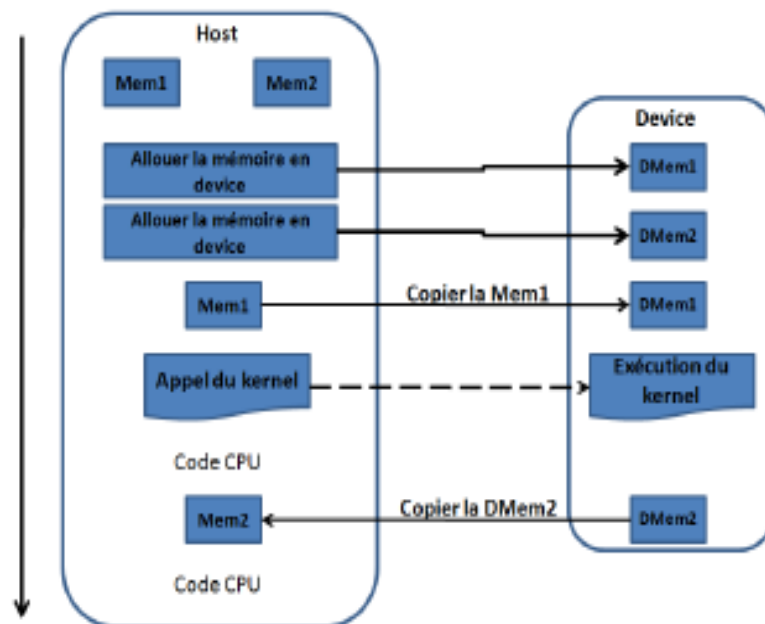 Host
Mem1
Mem2
Device
Allouer la mémoire en
device
DMem1
Allouer la mémoire en
device
DMem2
Mem1
Copier la Mem1
DMem1
Appel du kernel
Exécution du
kernel
Code CPU
Mem2
Copier la DMem2
DMem2
Code CPU